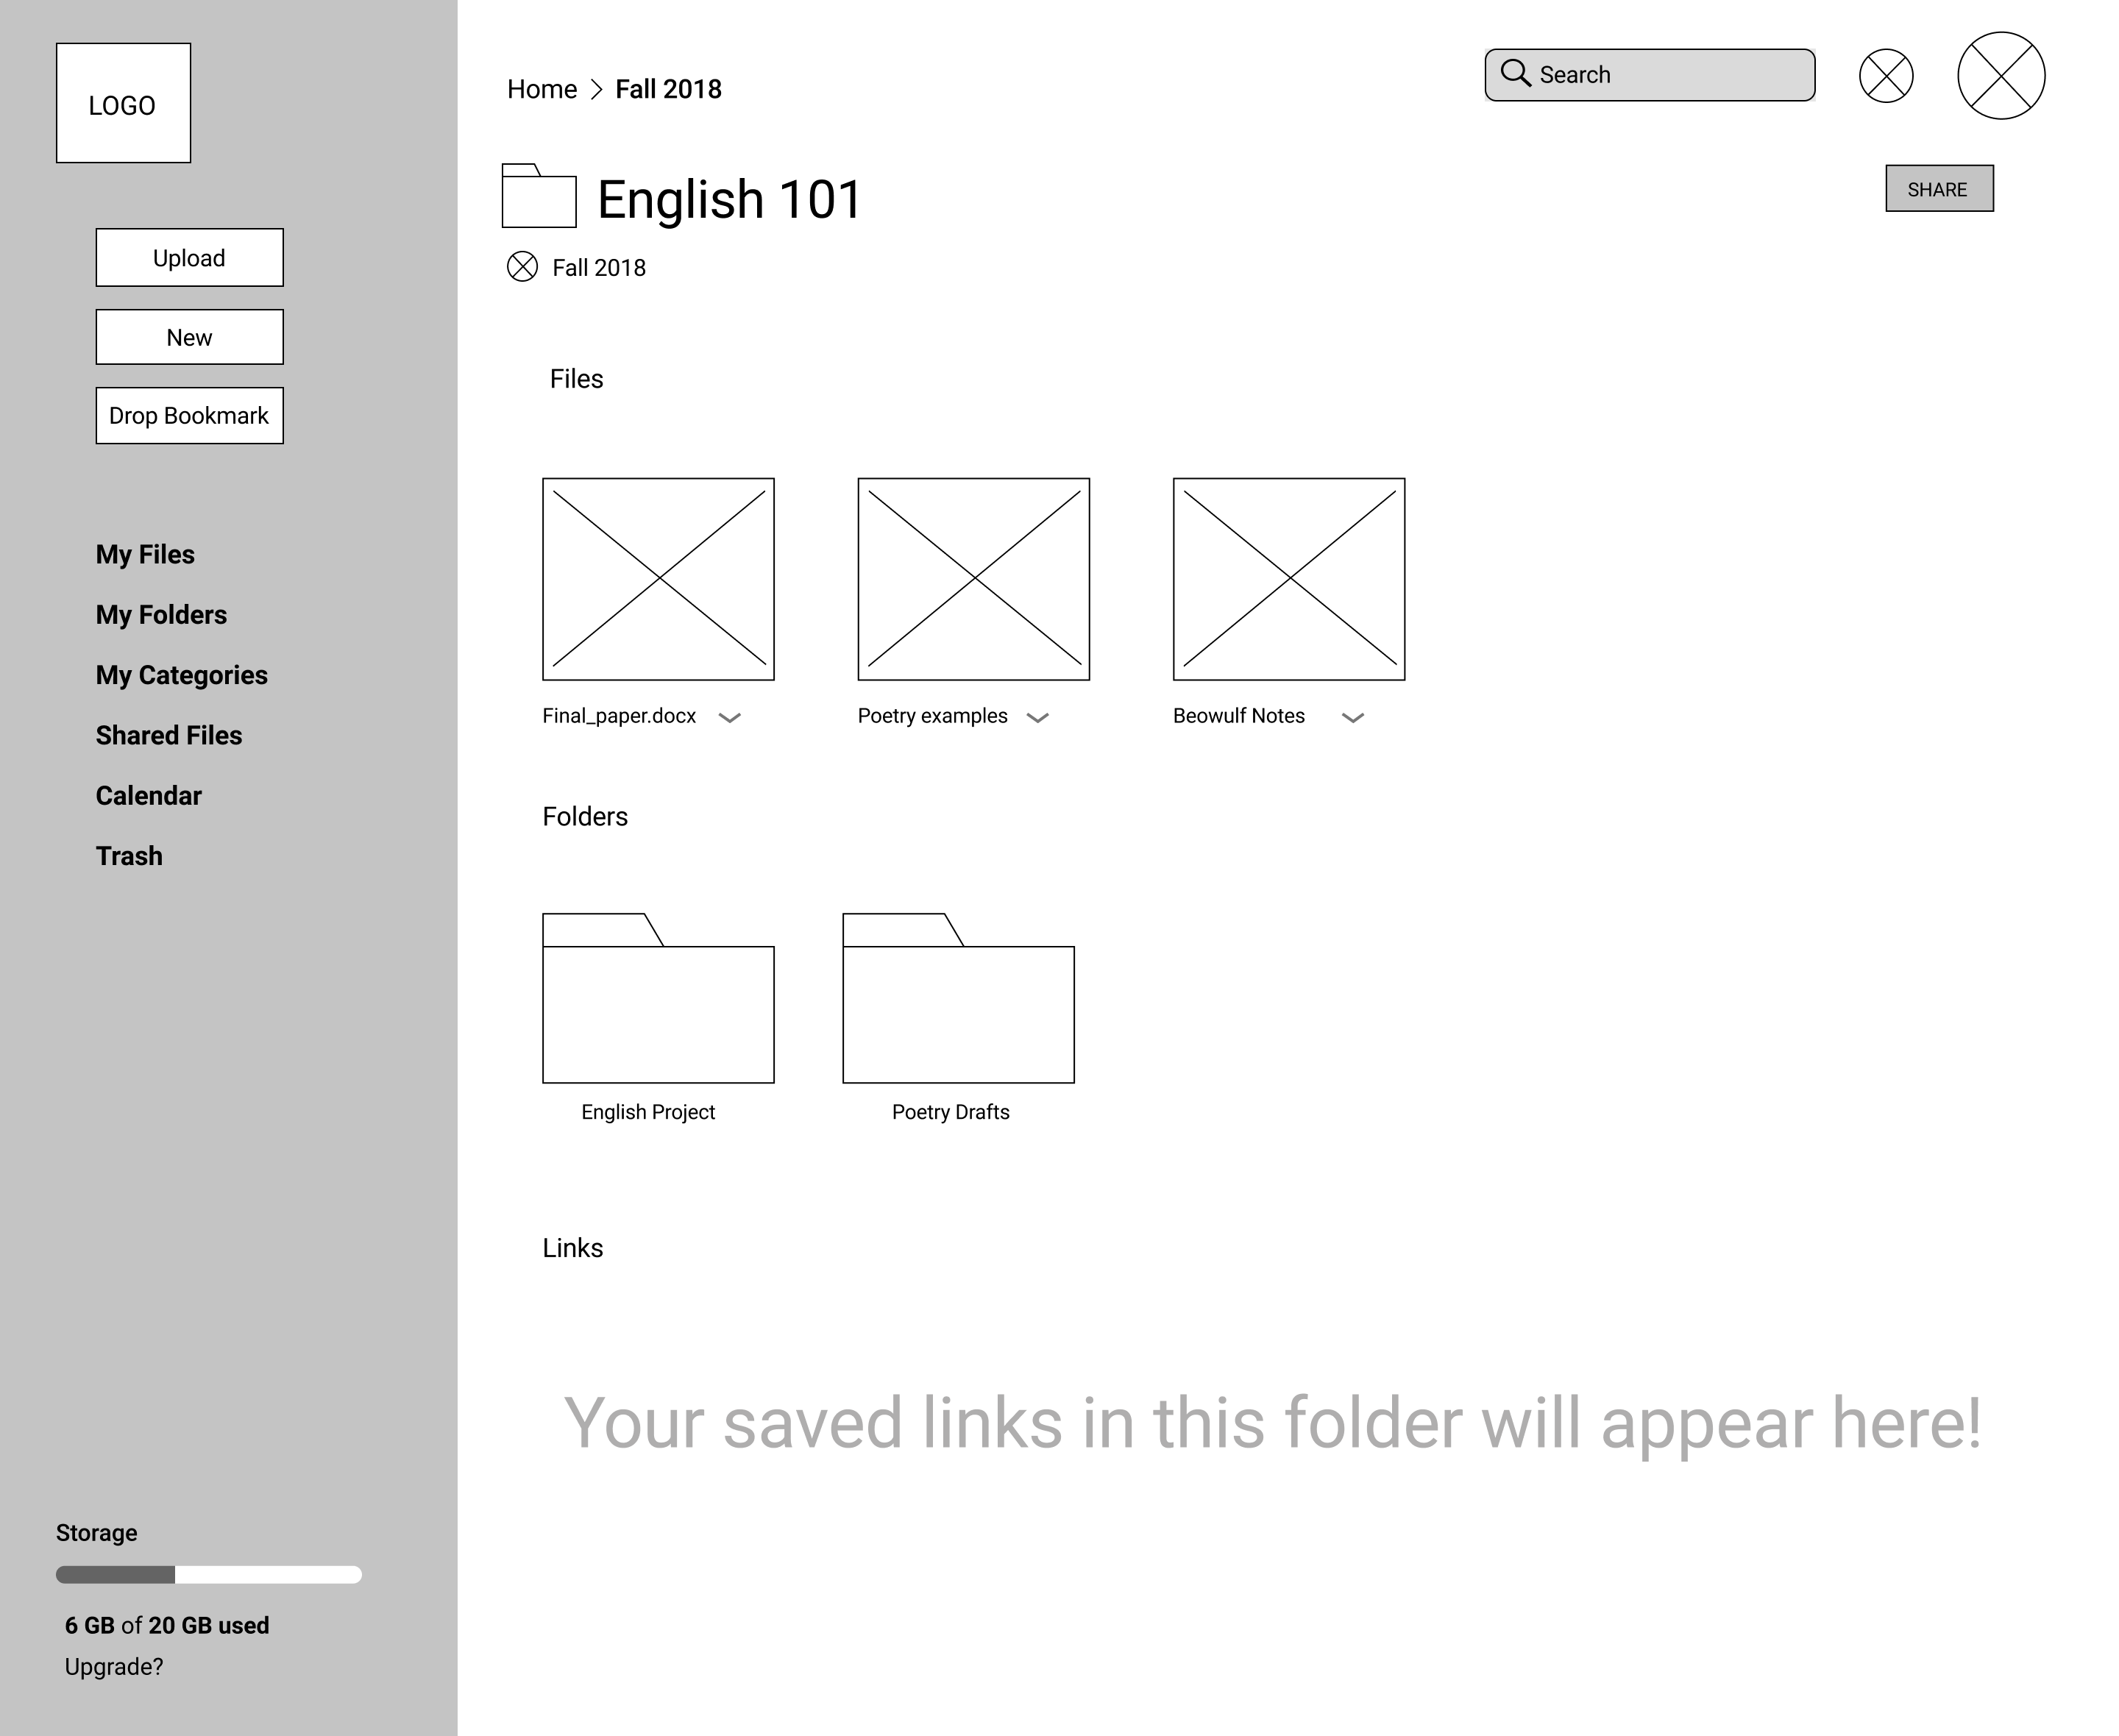 LOGO
Upload
New
Drop Bookmark
My Files
My Folders
My Categories
Shared Files
Calendar
Trash
Storage
6 GB of 20 GB used
Upgrade?
Home > Fall 2018
Search
English 101
SHARE
Fall 2018
Files
Final_paper.docx
Poetry examples
Beowulf Notes
Folders
English Project
Poetry Drafts
Links
Your saved links in this folder will appear here!